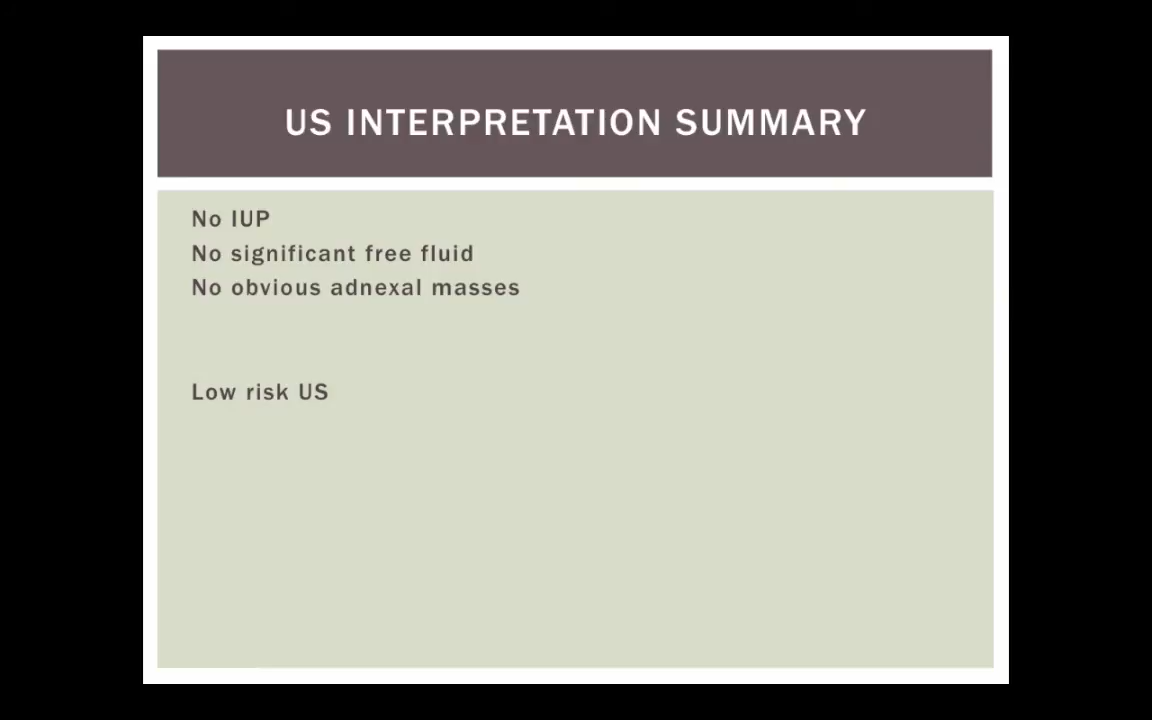 US INTERPRETATION SUMMARY
No IUP
No significant free fluid
No obvious adnexal masses
Low risk US